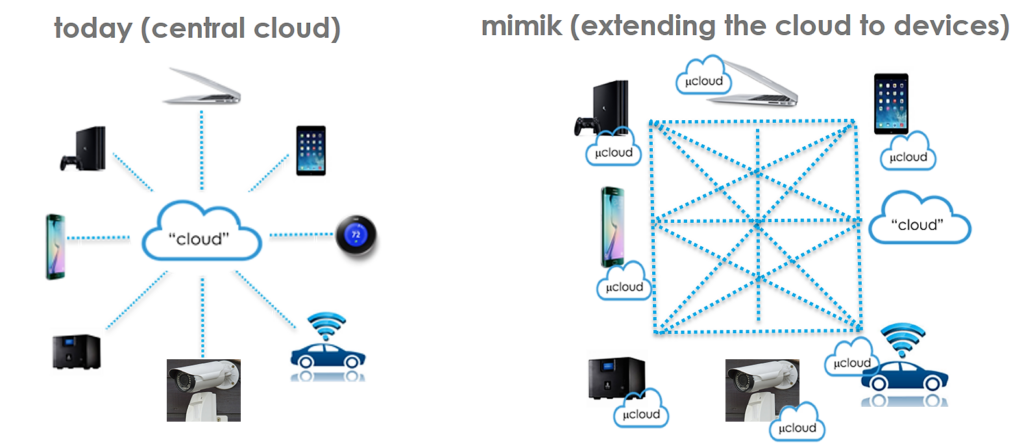 today (central cloud)
mimik (extending the cloud to devices)
µcloud
µcloud
µcloud
"cloud"
72
"cloud"
µcloud
µcloud
µcloud
µcloud